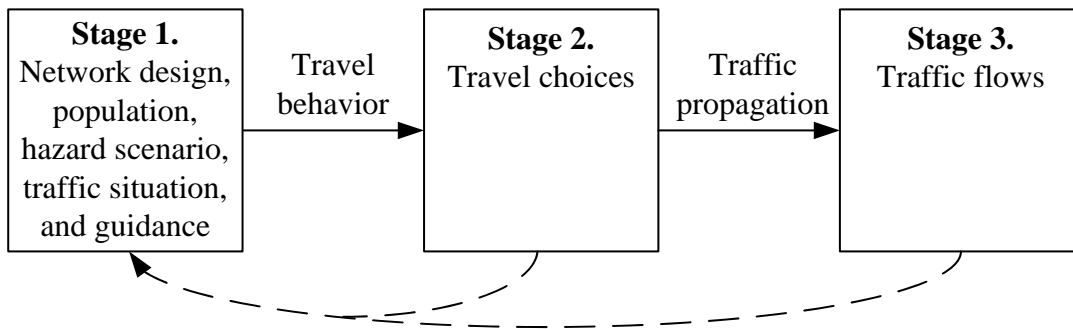 Stage 1.
Network design,
population,
hazard scenario,
traffic situation,
and guidance
Travel
behavior
Stage 2.
Travel choices
Traffic
propagation
Stage 3.
Traffic flows